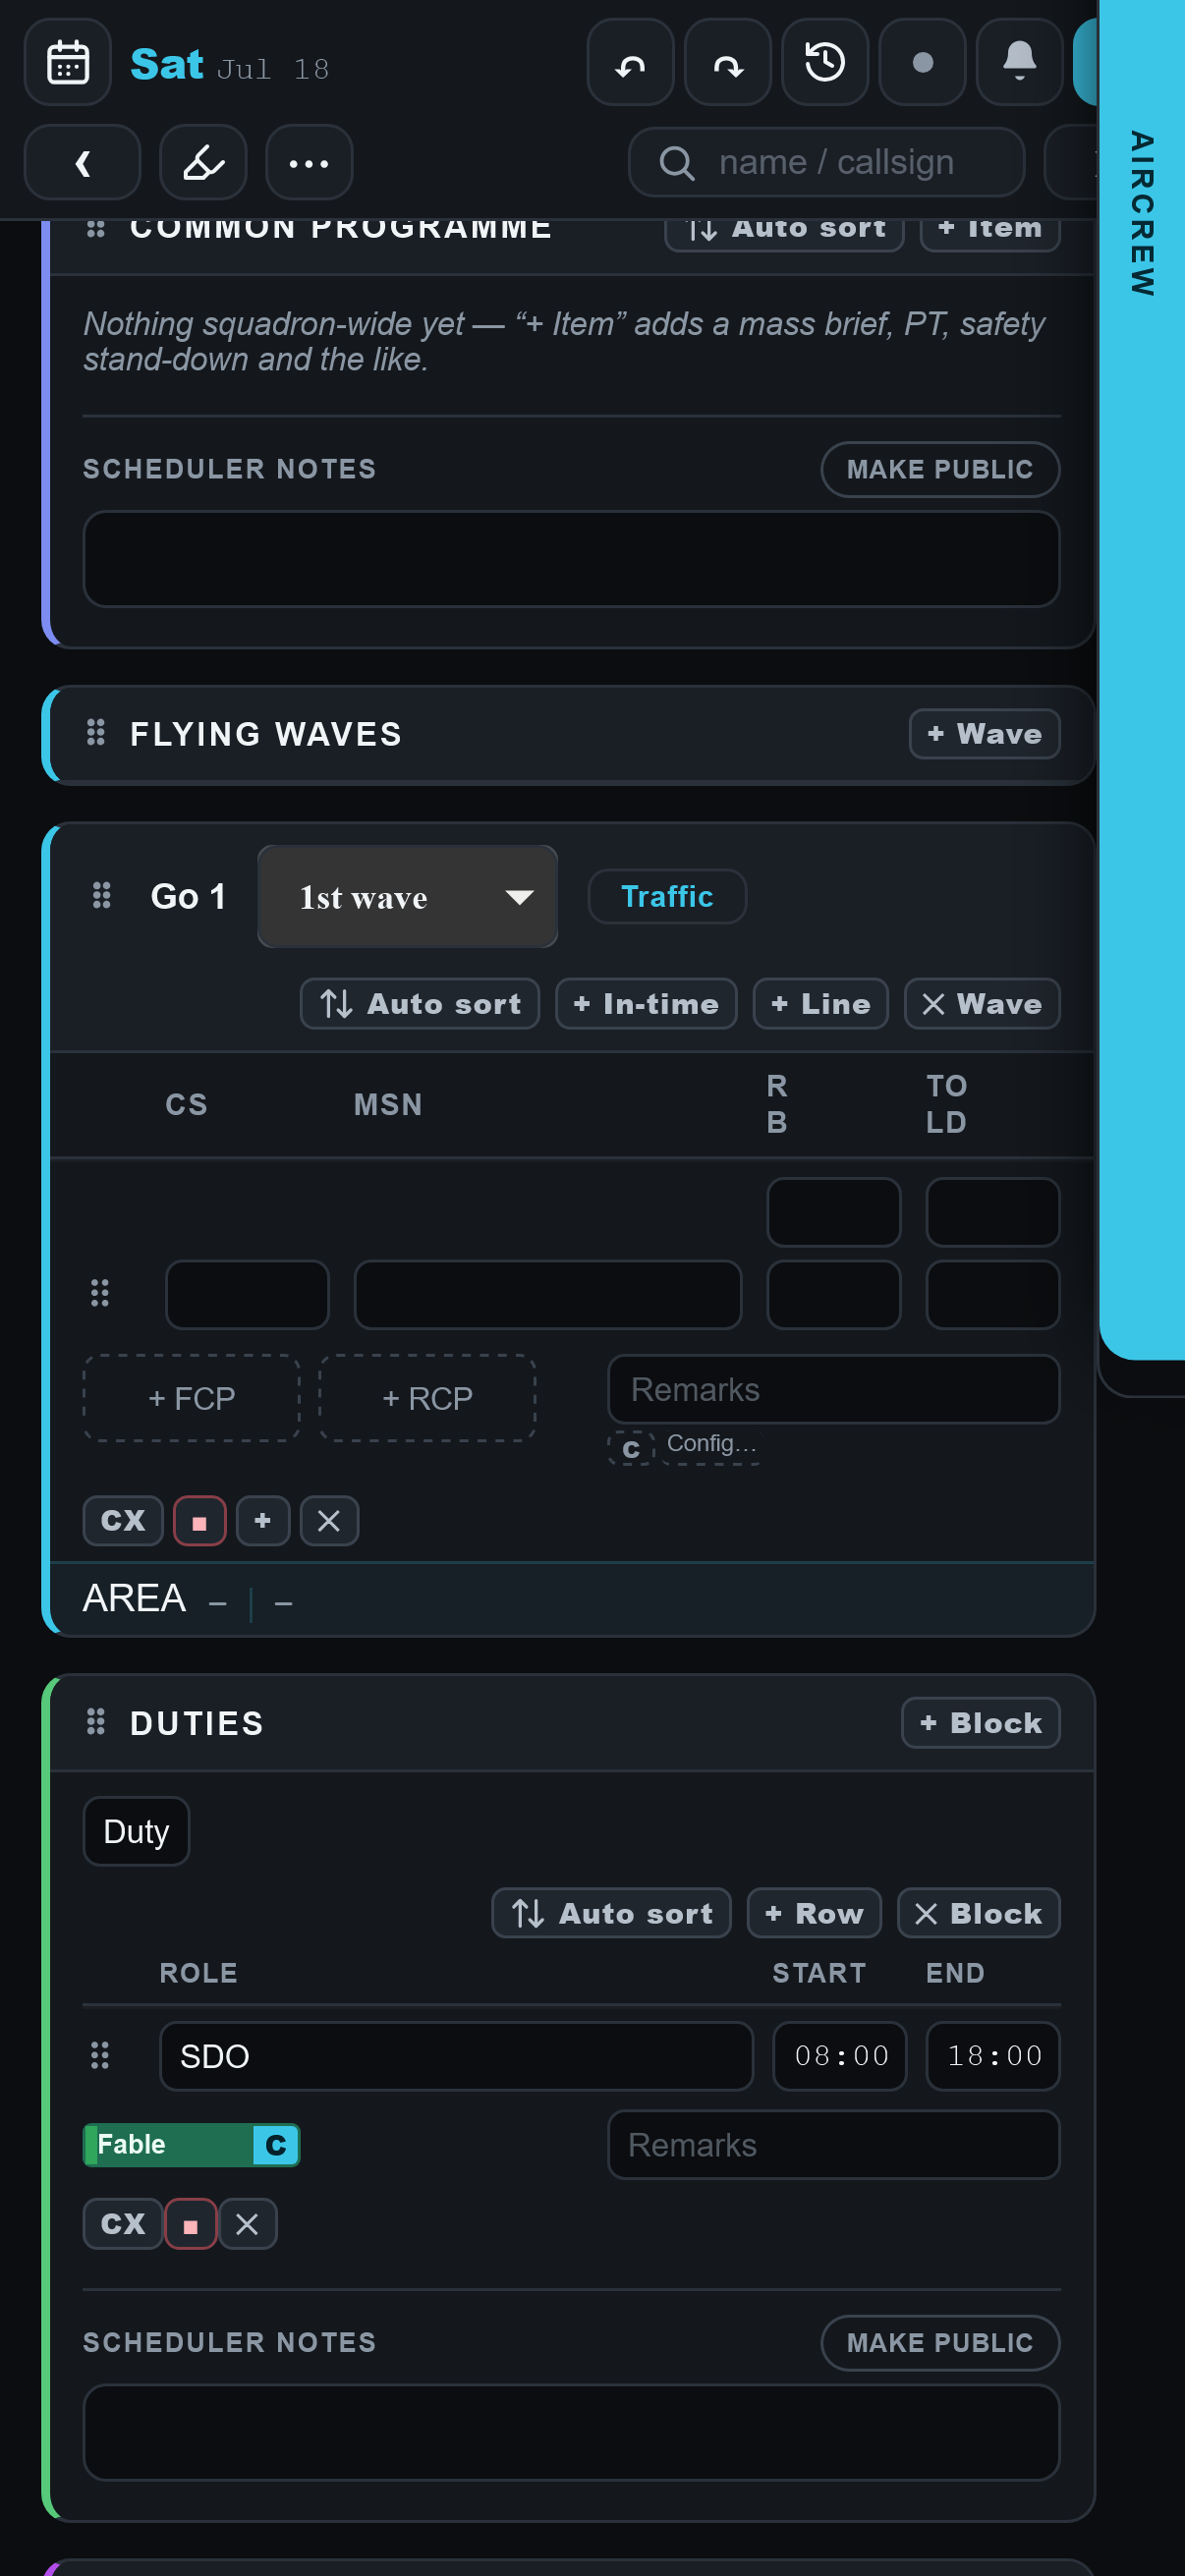 Sat Jul 18
name / callsign
AIRCREW
COMMON PROGRAMME
Auto sort
+ Item
Nothing squadron-wide yet — “+ Item” adds a mass brief, PT, safety
stand-down and the like.
SCHEDULER NOTES
MAKE PUBLIC
FLYING WAVES
+ Wave
Go 1
1st wave
Traffic
Auto sort
+ In-time
+ Line
× Wave
CS
MSN
R
B
TO
LD
+ FCP
+ RCP
Remarks
C
Config…
CX
+
×
AREA – | –
DUTIES
+ Block
Duty
Auto sort
+ Row
× Block
ROLE
START
END
SDO
08:00
18:00
Fable
C
Remarks
CX
×
SCHEDULER NOTES
MAKE PUBLIC